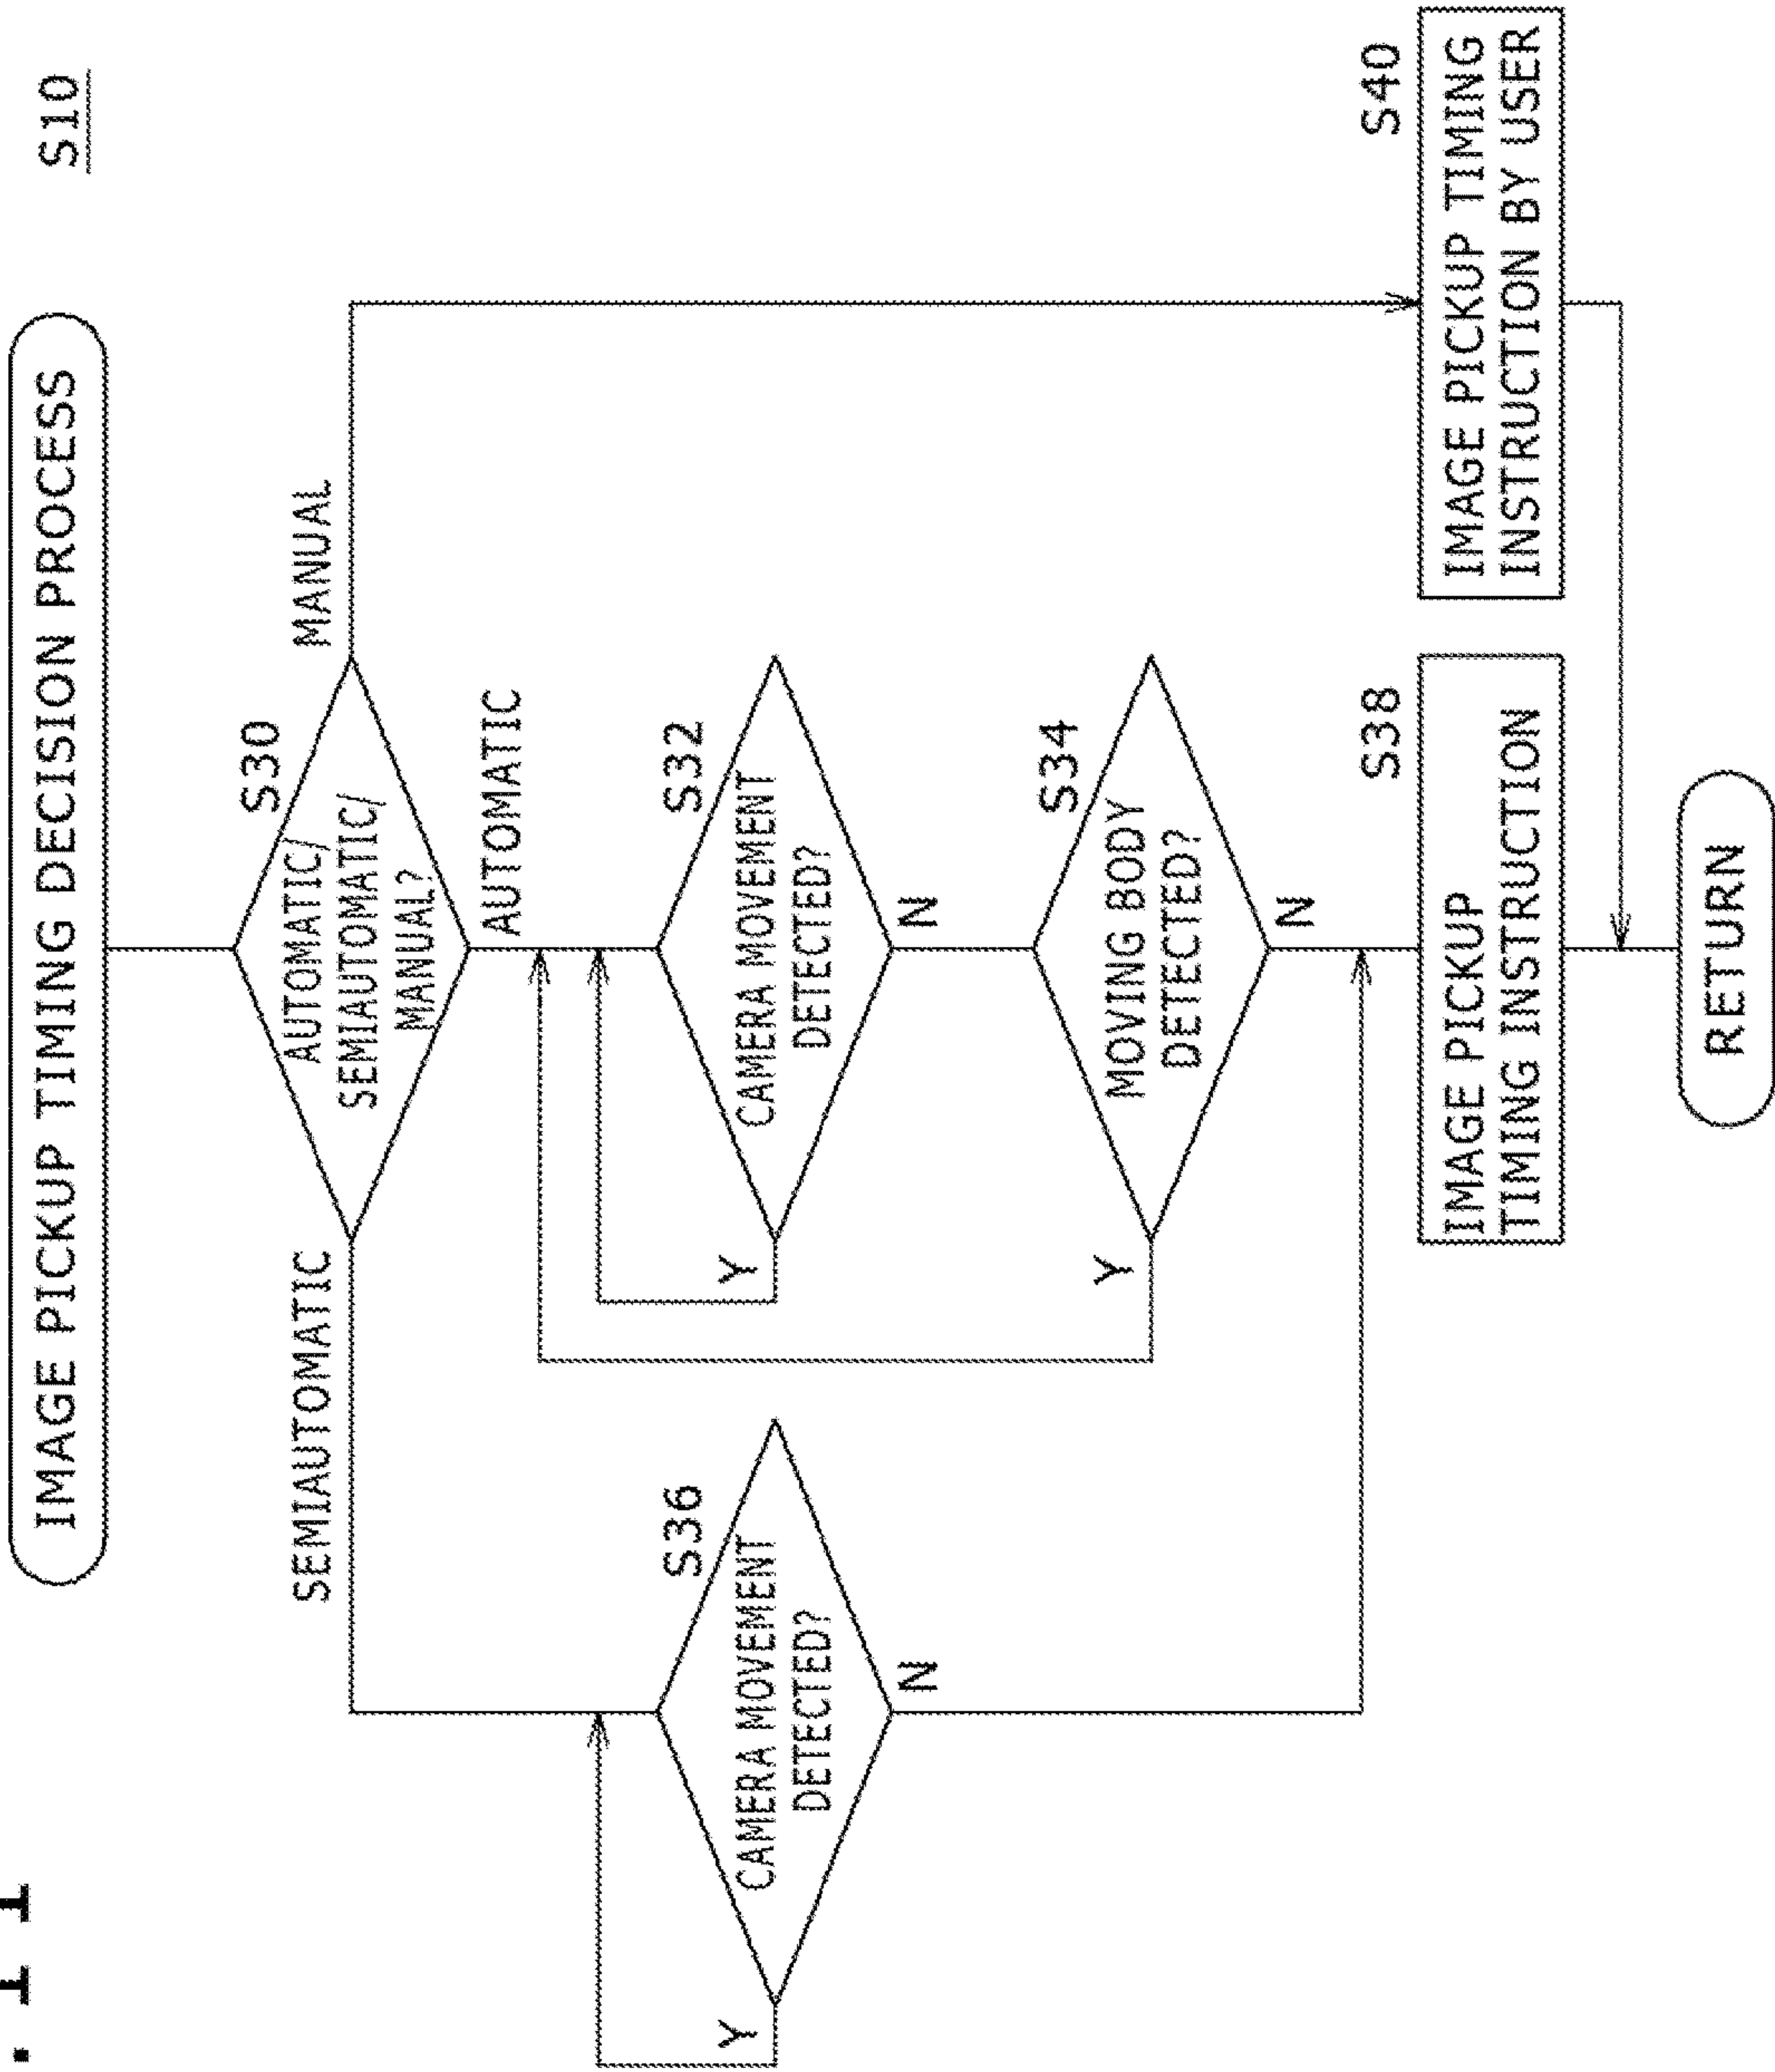 IMAGE PICKUP TIMING DECISION PROCESS
S10
S30
AUTOMATIC/
SEMIAUTOMATIC/
MANUAL?
SEMIAUTOMATIC
MANUAL
AUTOMATIC
S36
CAMERA MOVEMENT
DETECTED?
Y
N
S32
CAMERA MOVEMENT
DETECTED?
Y
N
S34
MOVING BODY
DETECTED?
Y
N
S38
IMAGE PICKUP
TIMING INSTRUCTION
S40
IMAGE PICKUP TIMING
INSTRUCTION BY USER
RETURN